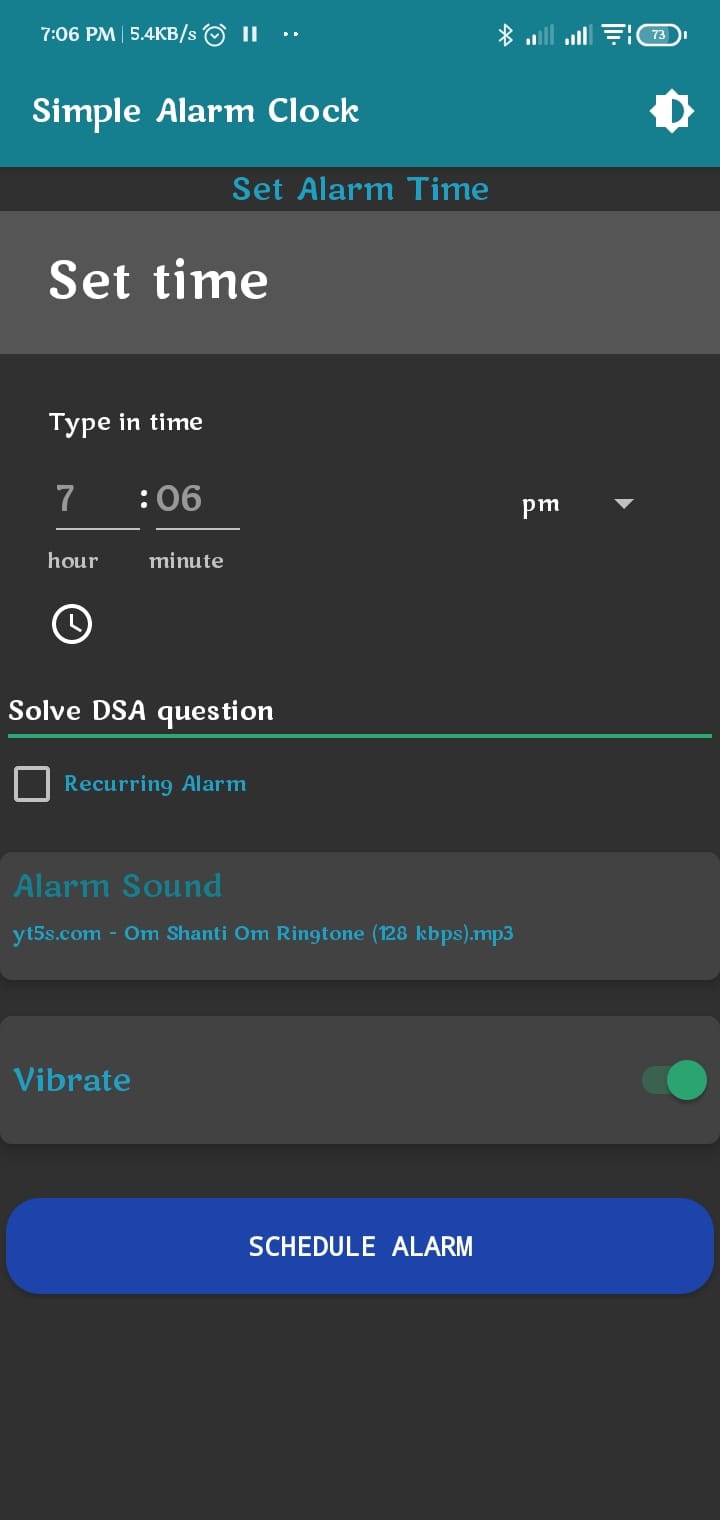 7:06 PM | 5.4KB/s 73
Simple Alarm Clock
Set Alarm Time
Set time
Type in time
7 : 06 pm
hour minute
Solve DSA question
Recurring Alarm
Alarm Sound
yt5s.com - Om Shanti Om Ringtone (128 kbps).mp3
Vibrate
SCHEDULE ALARM